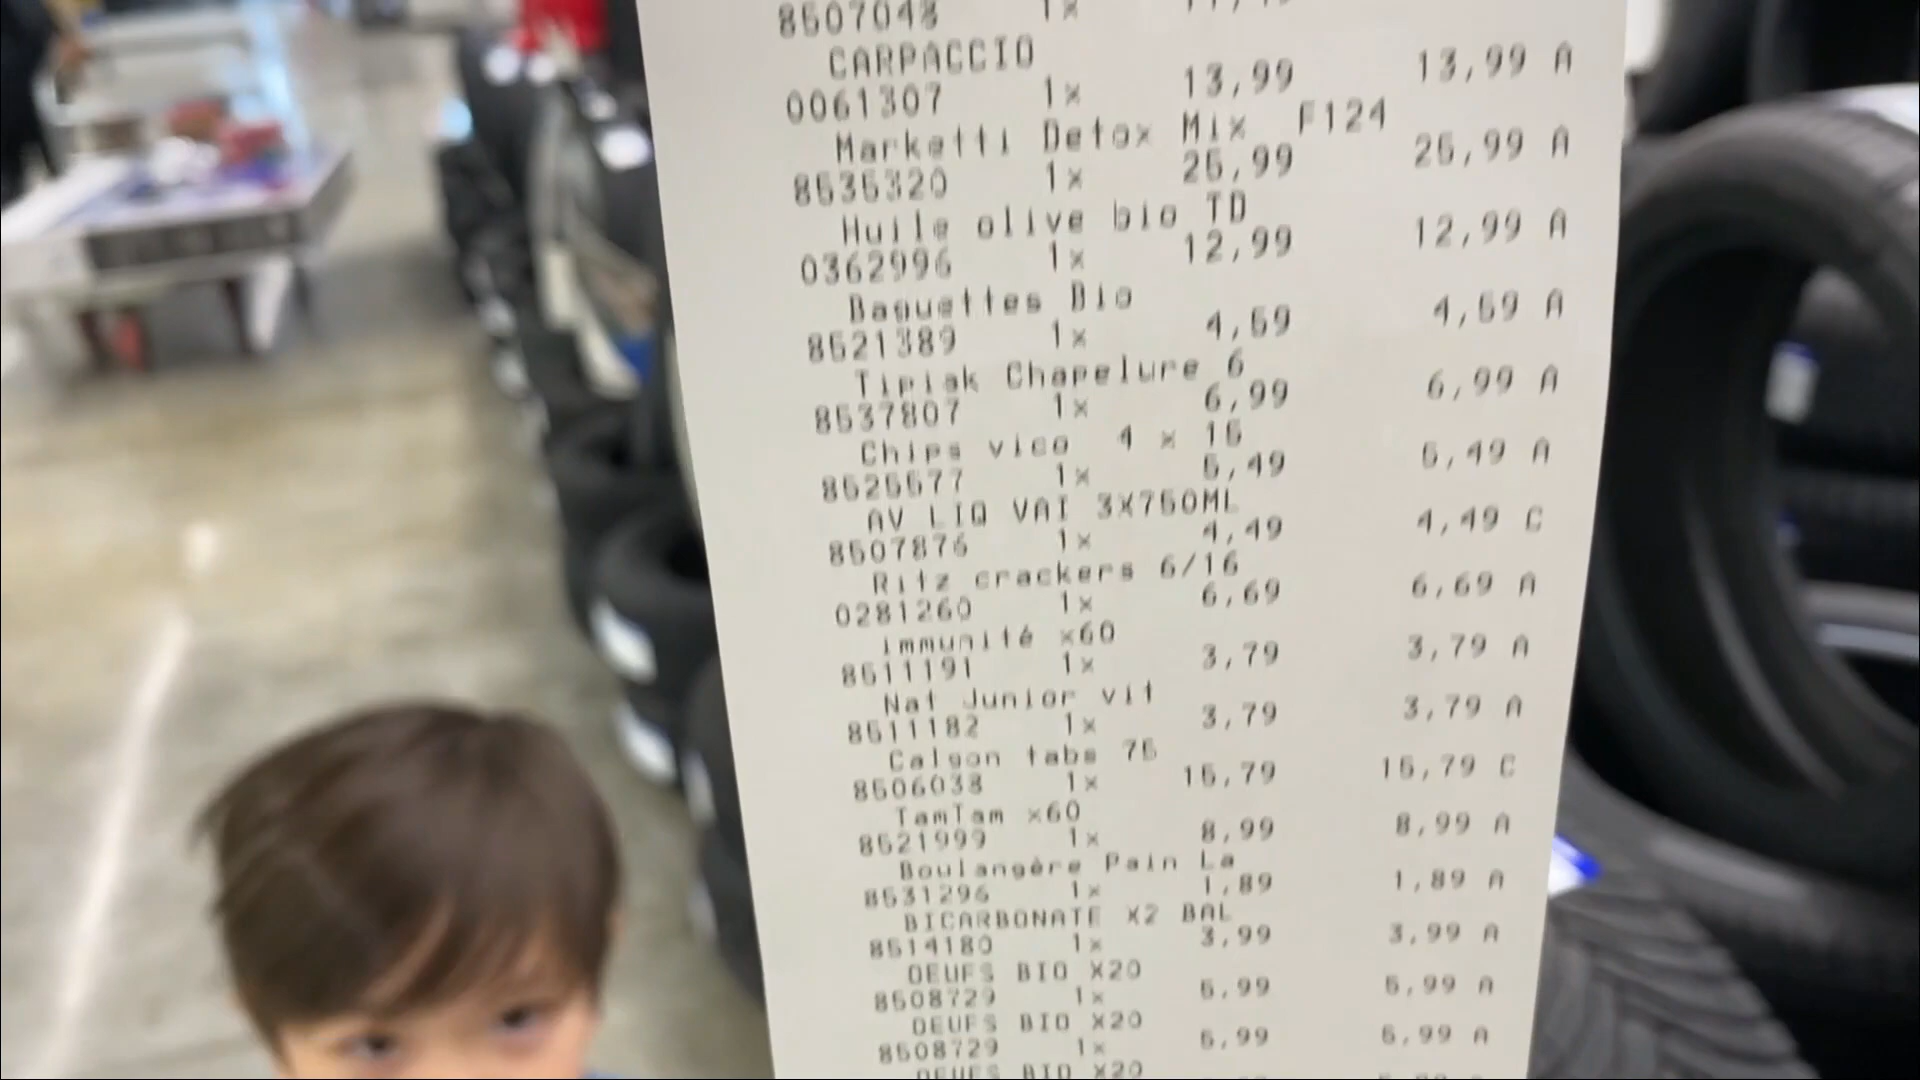 8507048 1x
CARPACCIO
0061307 1x 13,99 13,99 A
Marketti Detox Mix F124
8535320 1x 25,99 25,99 A
Huile olive bio TD
0362996 1x 12,99 12,99 A
Baguettes Bio
8521389 1x 4,59 4,59 A
Tipiak Chapelure 6
8537807 1x 6,99 6,99 A
Chips vico 4 x 15
8525577 1x 5,49 5,49 A
AV LIQ VAI 3X750ML
8507876 1x 4,49 4,49 C
Ritz crackers 6/16
0281260 1x 6,69 6,69 A
immunité x60
8511191 1x 3,79 3,79 A
Nat Junior vit
8511182 1x 3,79 3,79 A
Calgon tabs 75
8506038 1x 15,79 15,79 C
TamTam x60
8521999 1x 8,99 8,99 A
Boulangère Pain La
8531296 1x 1,89 1,89 A
BICARBONATE X2 BAL
8514180 1x 3,99 3,99 A
OEUFS BIO X20
8508729 1x 5,99 5,99 A
OEUFS BIO X20
8508729 1x 5,99 5,99 A
OEUFS BIO X20